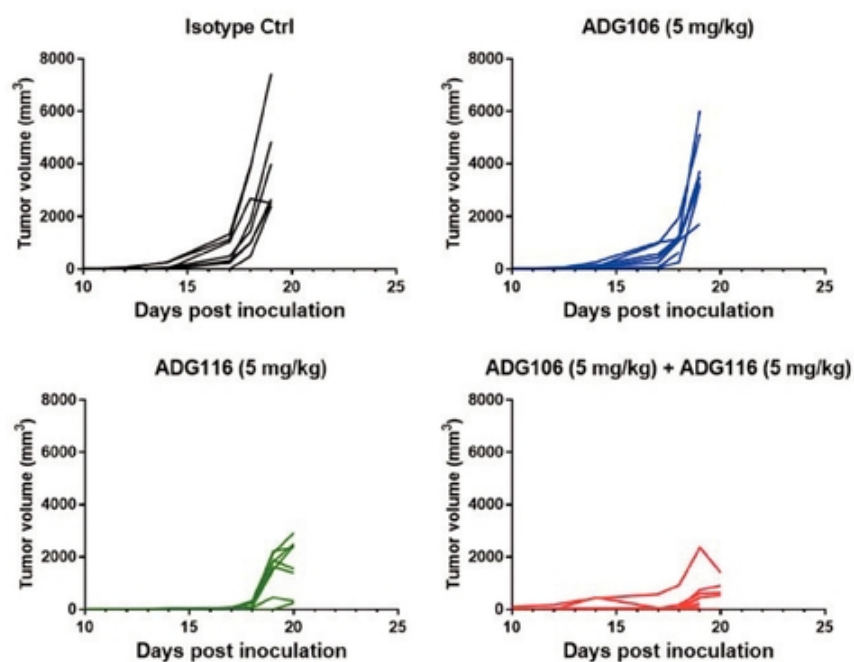 Isotype Ctrl
Tumor volume (mm³)
8000
6000
4000
2000
0
10 15 20 25
Days post inoculation
ADG106 (5 mg/kg)
Tumor volume (mm³)
8000
6000
4000
2000
0
10 15 20 25
Days post inoculation
ADG116 (5 mg/kg)
Tumor volume (mm³)
8000
6000
4000
2000
0
10 15 20 25
Days post inoculation
ADG106 (5 mg/kg) + ADG116 (5 mg/kg)
Tumor volume (mm³)
8000
6000
4000
2000
0
10 15 20 25
Days post inoculation